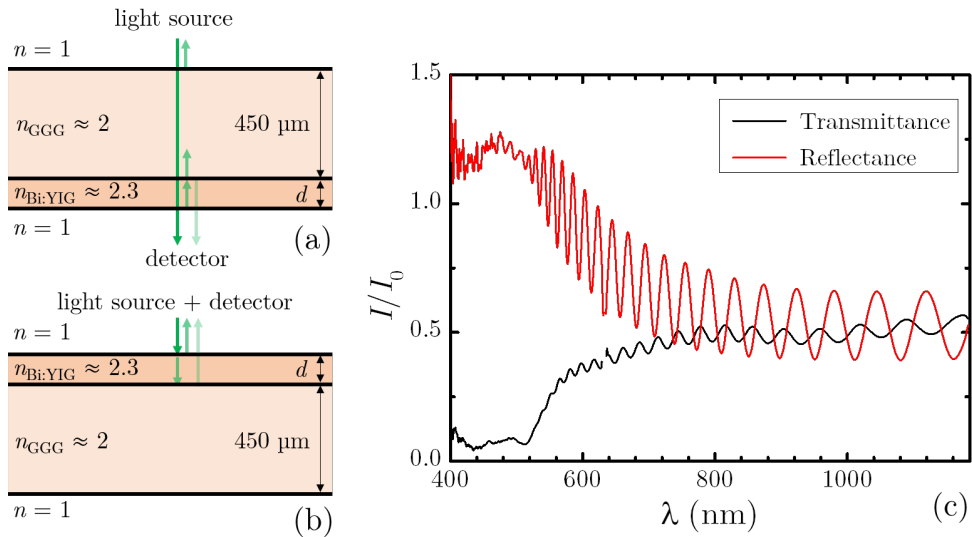 light source
n = 1
n_GGG ≈ 2
450 μm
n_Bi:YIG ≈ 2.3
d
n = 1
(a)
detector
light source + detector
n = 1
n_Bi:YIG ≈ 2.3
d
n_GGG ≈ 2
450 μm
n = 1
(b)
1.5
1.0
0.5
0.0
I/I_0
Transmittance
Reflectance
400
600
800
1000
λ (nm)
(c)